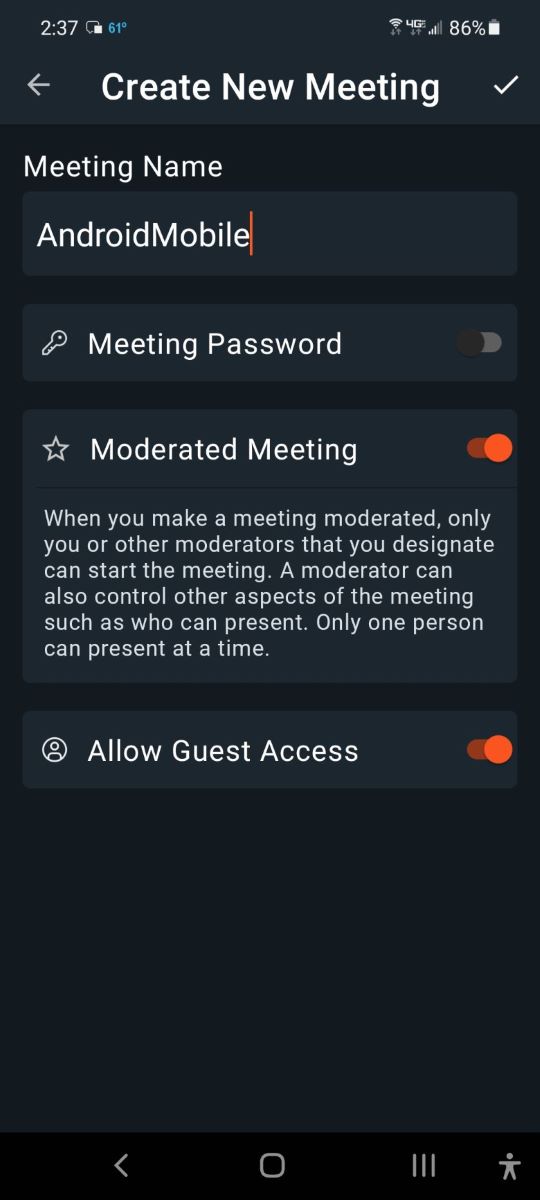 2:37 61° 4GE 86%
Create New Meeting
Meeting Name
AndroidMobile
Meeting Password
Moderated Meeting
When you make a meeting moderated, only
you or other moderators that you designate
can start the meeting. A moderator can
also control other aspects of the meeting
such as who can present. Only one person
can present at a time.
Allow Guest Access